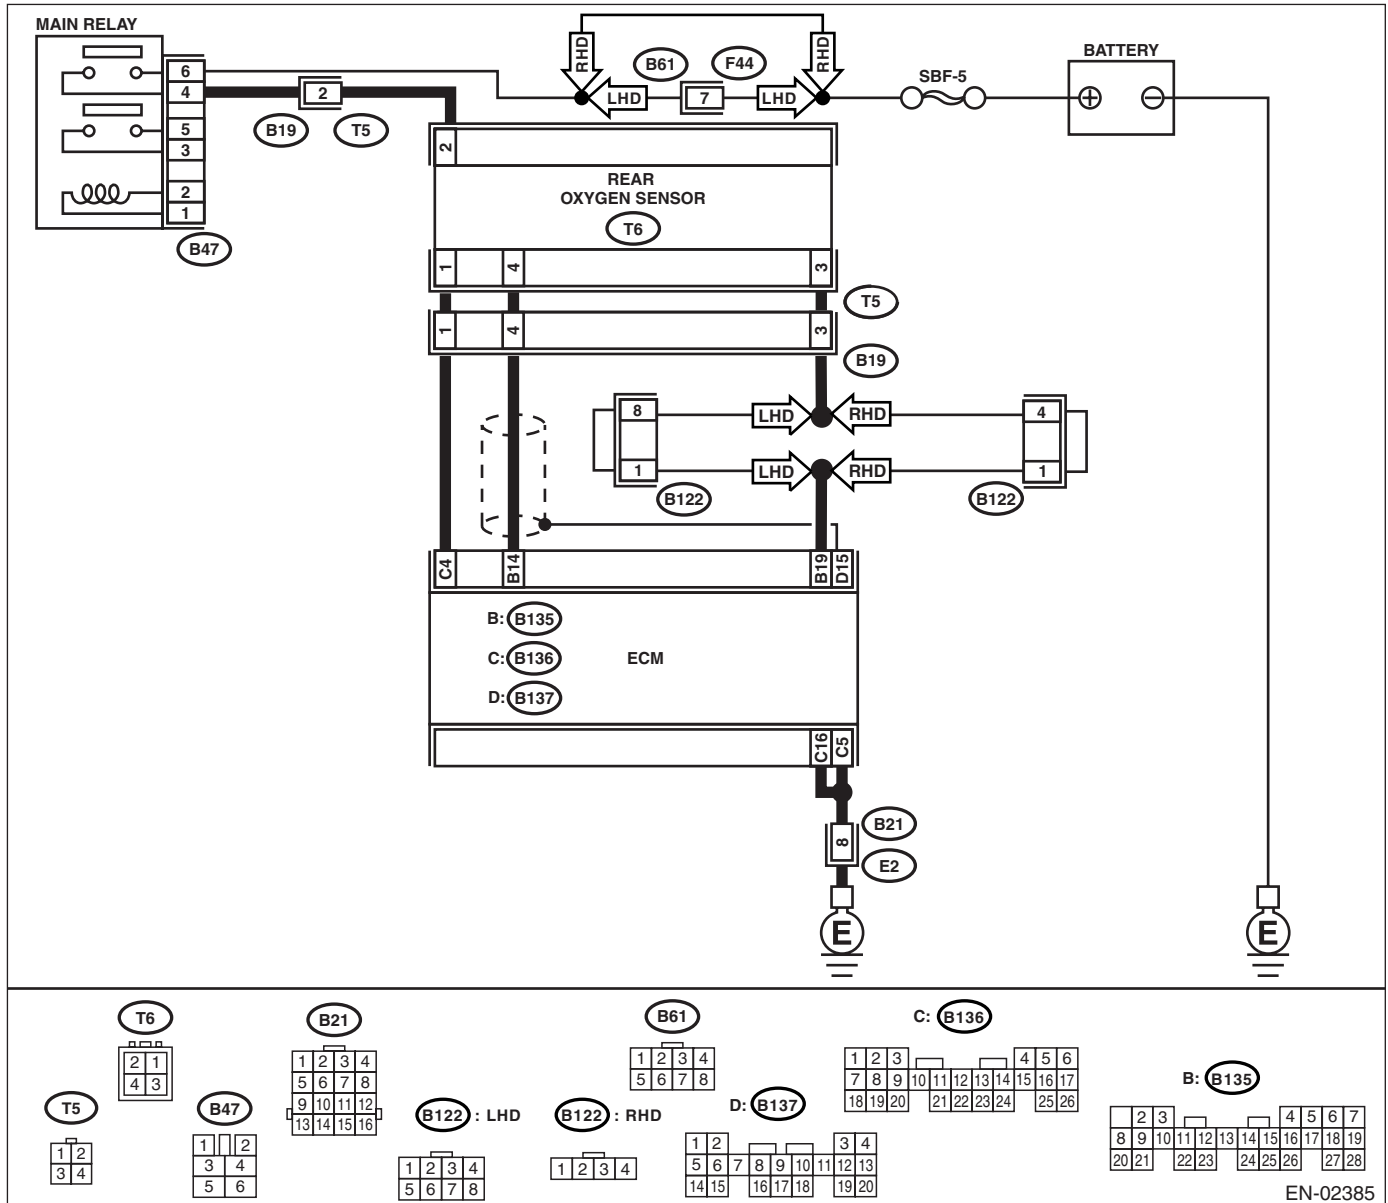 MAIN RELAY
6
4
5
3
2
1
B47
2
B19
T5
RHD
RHD
B61
F44
LHD
7
LHD
SBF-5
BATTERY
+
−
2
REAR
OXYGEN SENSOR
T6
1
4
3
T5
1
4
3
B19
8
LHD
RHD
4
1
LHD
RHD
1
B122
B122
C4
B14
B19
D15
B: B135
C: B136
ECM
D: B137
C16
C5
B21
8
E2
E
E
T6
2 1
4 3
T5
1 2
3 4
B47
1 2
3 4
5 6
B21
1 2 3 4
5 6 7 8
9 10 11 12
13 14 15 16
B122 : LHD
1 2 3 4
5 6 7 8
B122 : RHD
1 2 3 4
B61
1 2 3 4
5 6 7 8
D: B137
1 2 3 4
5 6 7 8 9 10 11 12 13
14 15 16 17 18 19 20
C: B136
1 2 3 4 5 6
7 8 9 10 11 12 13 14 15 16 17
18 19 20 21 22 23 24 25 26
B: B135
2 3 4 5 6 7
8 9 10 11 12 13 14 15 16 17 18 19
20 21 22 23 24 25 26 27 28
EN-02385